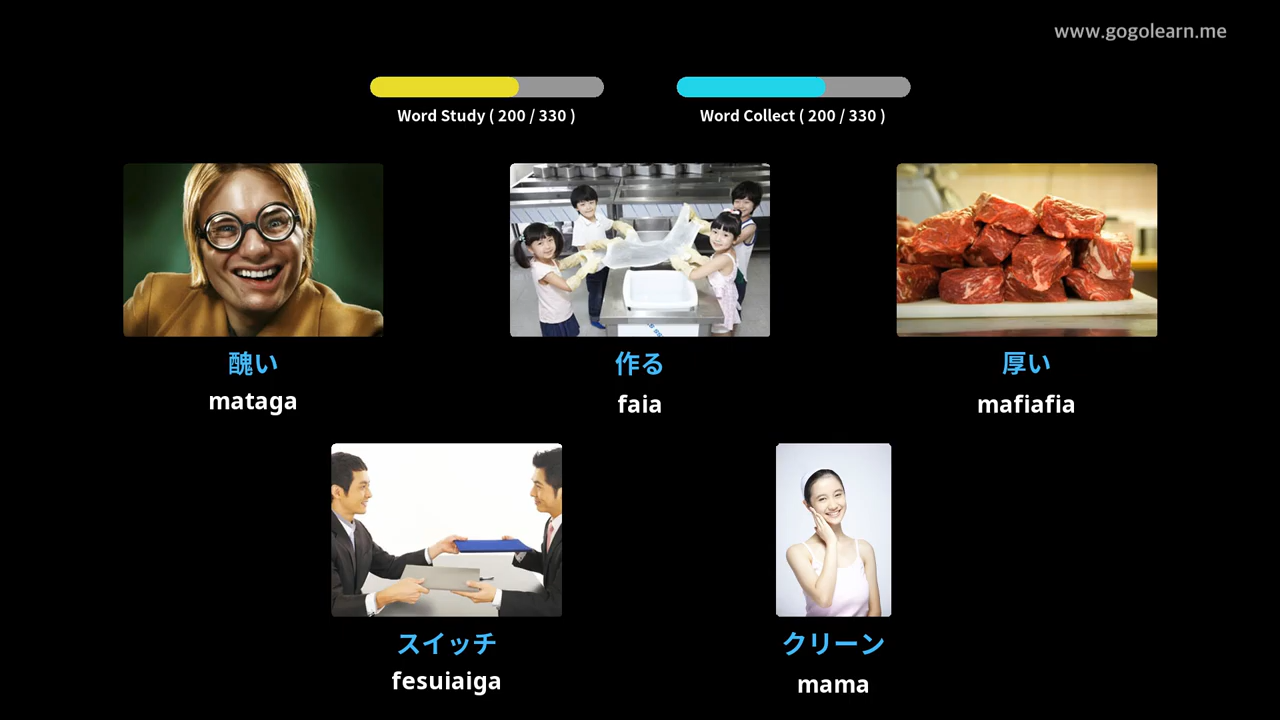 www.gogolearn.me
Word Study ( 200 / 330 )
Word Collect ( 200 / 330 )
醜い
mataga
作る
faia
厚い
mafiafia
スイッチ
fesuiaiga
クリーン
mama